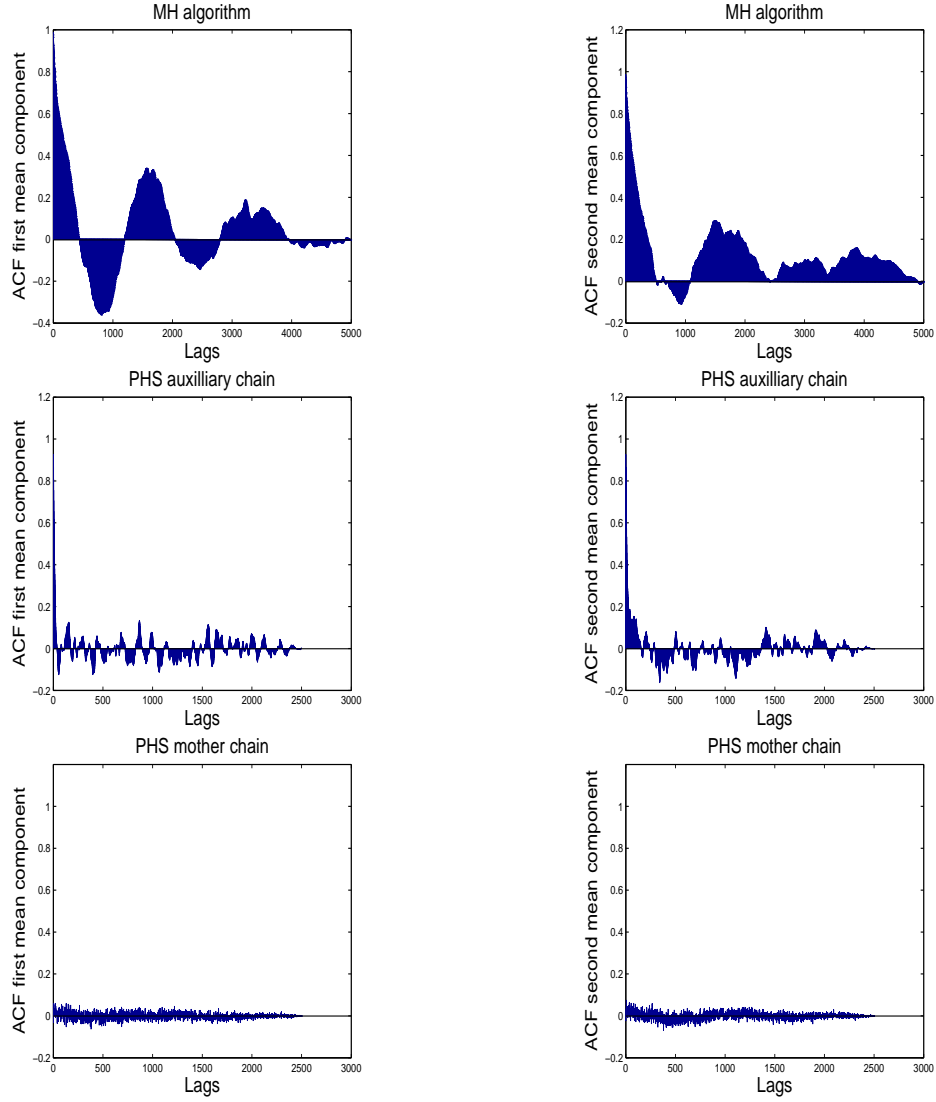 MH algorithm
ACF first mean component
1
0.8
0.6
0.4
0.2
0
−0.2
−0.4
0 1000 2000 3000 4000 5000
Lags
MH algorithm
ACF second mean component
1.2
1
0.8
0.6
0.4
0.2
0
−0.2
0 1000 2000 3000 4000 5000
Lags
PHS auxilliary chain
ACF first mean component
1.2
1
0.8
0.6
0.4
0.2
0
−0.2
0 500 1000 1500 2000 2500 3000
Lags
PHS auxilliary chain
ACF second mean component
1.2
1
0.8
0.6
0.4
0.2
0
−0.2
0 500 1000 1500 2000 2500 3000
Lags
PHS mother chain
ACF first mean component
1
0.8
0.6
0.4
0.2
0
−0.2
0 500 1000 1500 2000 2500 3000
Lags
PHS mother chain
ACF second mean component
1
0.8
0.6
0.4
0.2
0
−0.2
0 500 1000 1500 2000 2500 3000
Lags